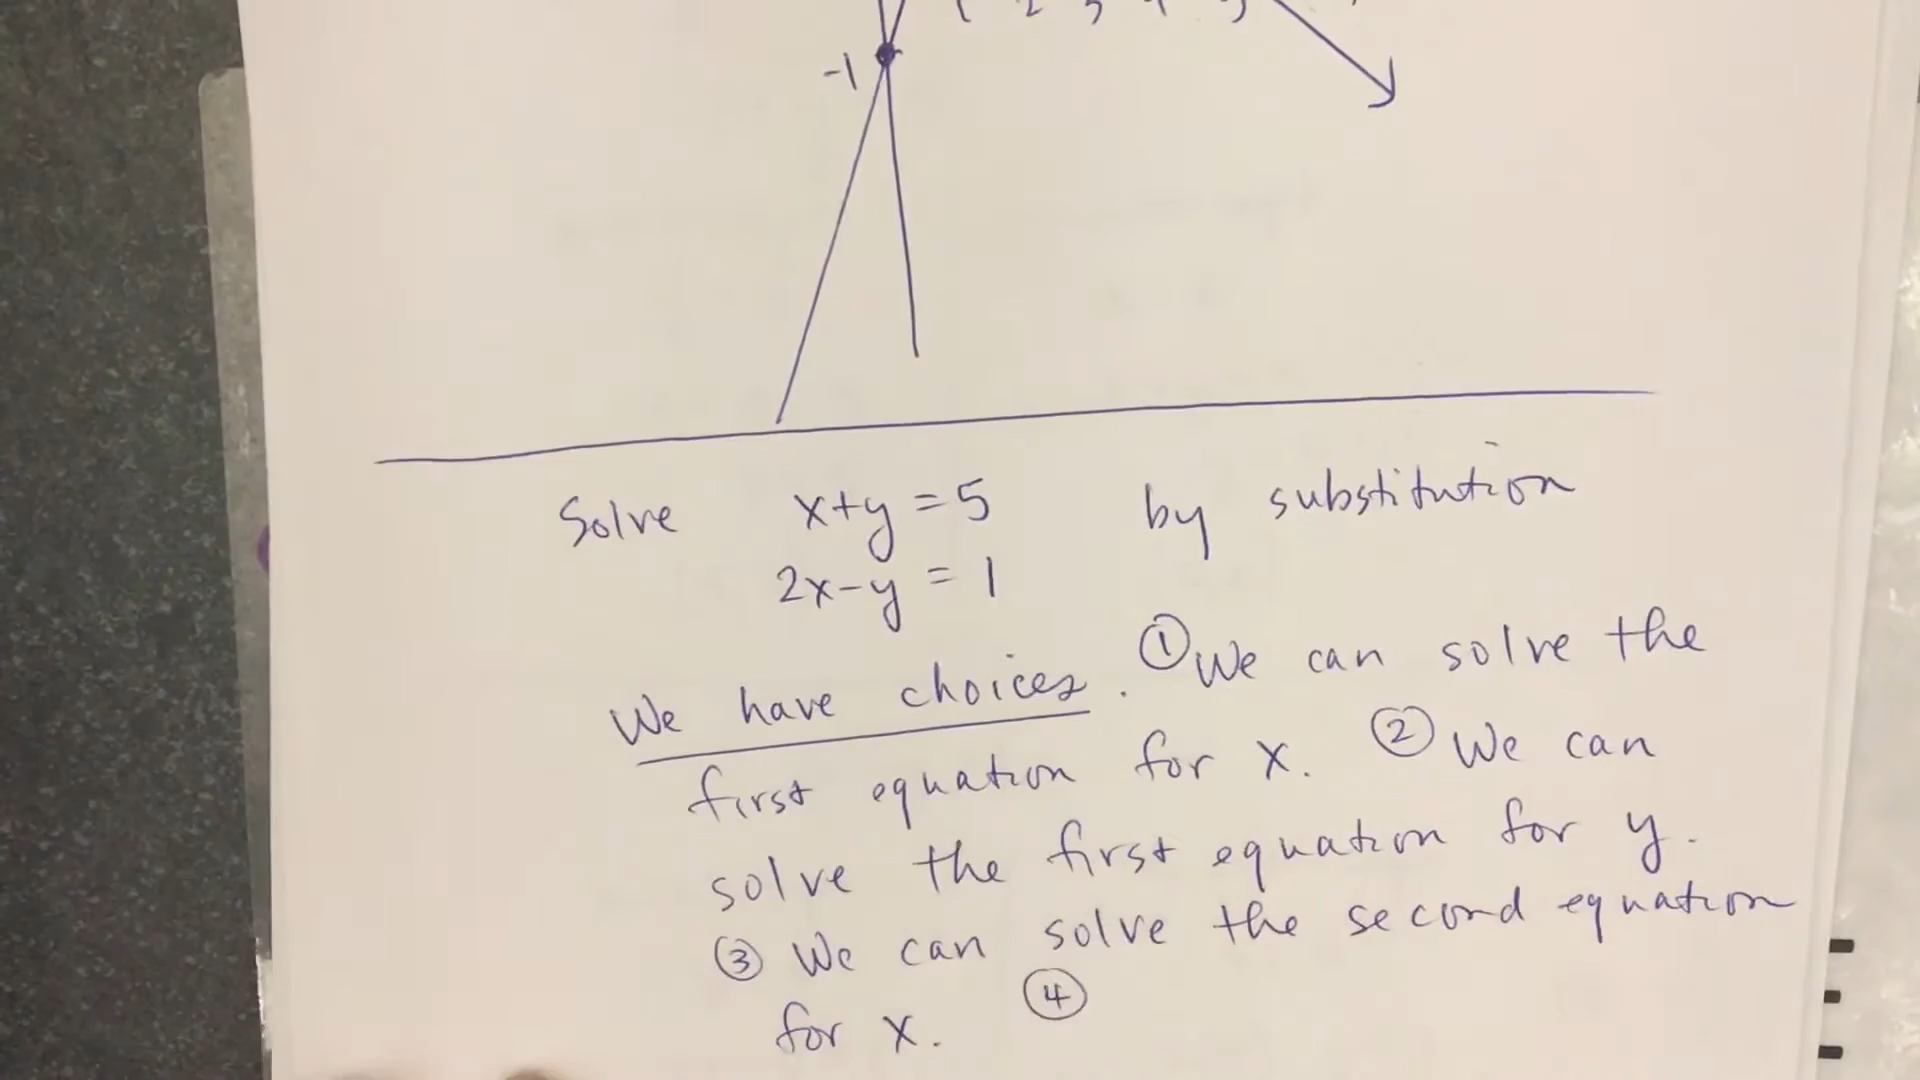 -1
Solve x+y = 5 by substitution
2x-y = 1
We have choices. ① We can solve the
first equation for x. ② We can
solve the first equation for y.
③ We can solve the second equation
for x. ④